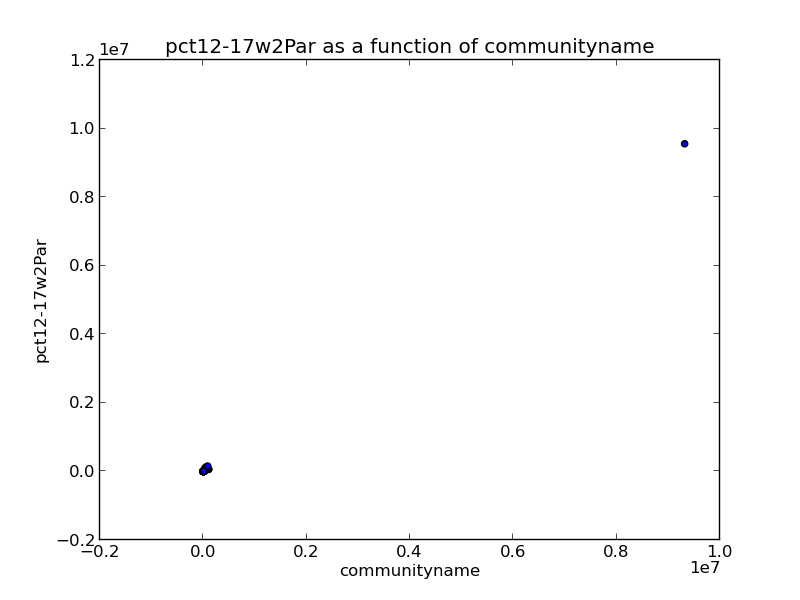 pct12-17w2Par as a function of communityname
1e7
1.2
1.0
0.8
0.6
0.4
0.2
0.0
−0.2
pct12-17w2Par
−0.2 0.0 0.2 0.4 0.6 0.8 1.0
1e7
communityname